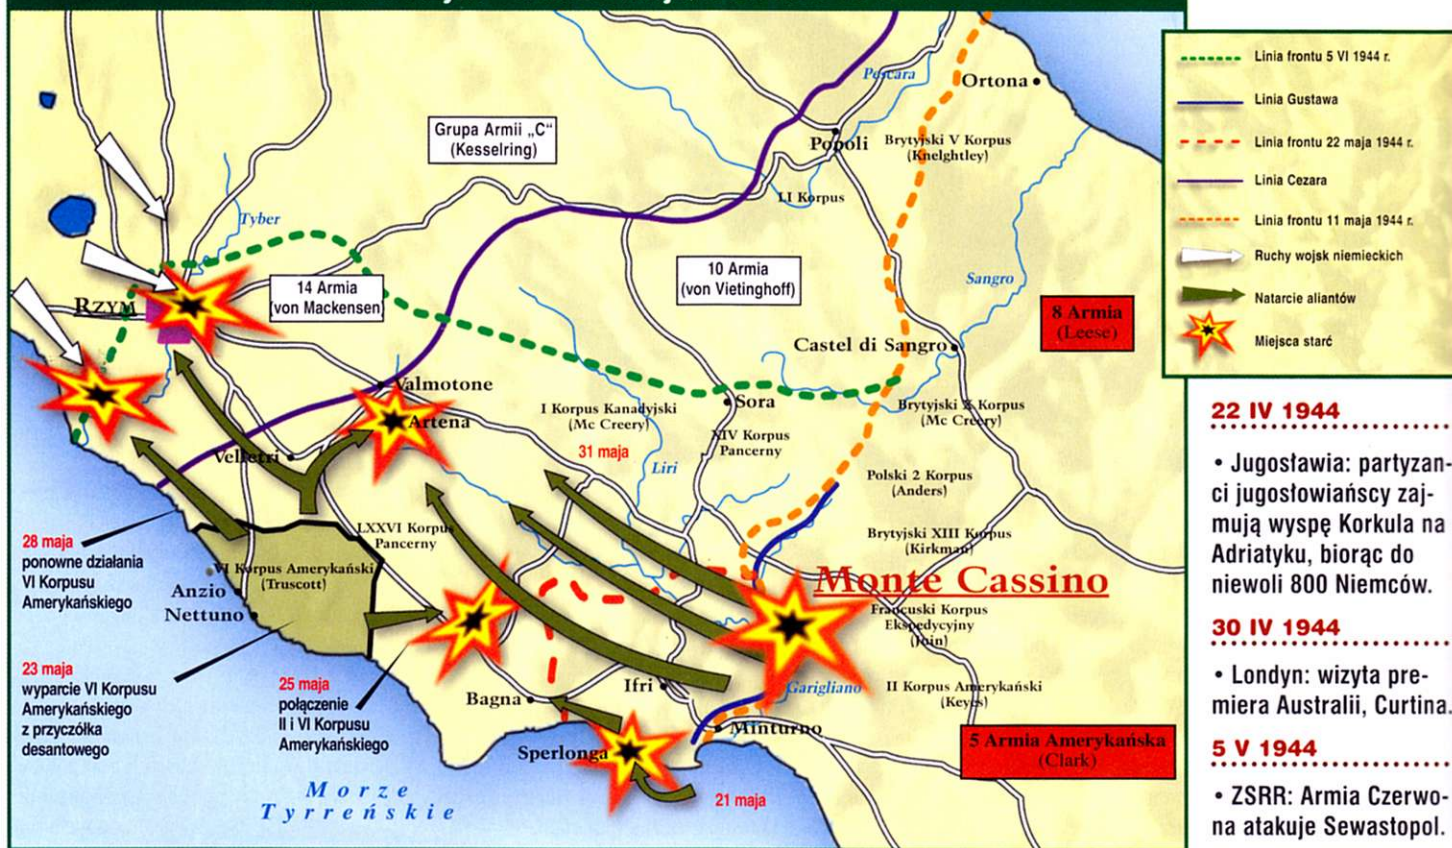 Linia frontu 5 VI 1944 r.
Linia Gustawa
Linia frontu 22 maja 1944 r.
Linia Cezara
Linia frontu 11 maja 1944 r.
Ruchy wojsk niemieckich
Natarcie aliantów
Miejsca starć
Pescara
Ortona
Grupa Armii „C"
(Kesselring)
Popoli
Brytyjski V Korpus
(Knelghtley)
LI Korpus
Tyber
10 Armia
(von Vietinghoff)
Sangro
14 Armia
(von Mackensen)
RZYM
8 Armia
(Leese)
Castel di Sangro
Valmotone
Sora
I Korpus Kanadyjski
(Mc Creery)
Brytyjski X Korpus
(Mc Creery)
Artena
XIV Korpus
Pancerny
31 maja
Velletri
Liri
Polski 2 Korpus
(Anders)
LXXVI Korpus
Pancerny
Brytyjski XIII Korpus
(Kirkman)
28 maja
ponowne działania
VI Korpusu
Amerykańskiego
VI Korpus Amerykański
(Truscott)
Monte Cassino
Anzio
Nettuno
Francuski Korpus
Ekspedycyjny
(Juin)
23 maja
wyparcie VI Korpusu
Amerykańskiego
z przyczółka
desantowego
25 maja
połączenie
II i VI Korpusu
Amerykańskiego
Bagna
Ifri
Garigliano
II Korpus Amerykański
(Keyes)
Minturno
Sperlonga
5 Armia Amerykańska
(Clark)
21 maja
Morze
Tyrreńskie
22 IV 1944
• Jugosławia: partyzan-
ci jugosłowiańscy zaj-
mują wyspę Korkula na
Adriatyku, biorąc do
niewoli 800 Niemców.
30 IV 1944
• Londyn: wizyta pre-
miera Australii, Curtina.
5 V 1944
• ZSRR: Armia Czerwo-
na atakuje Sewastopol.